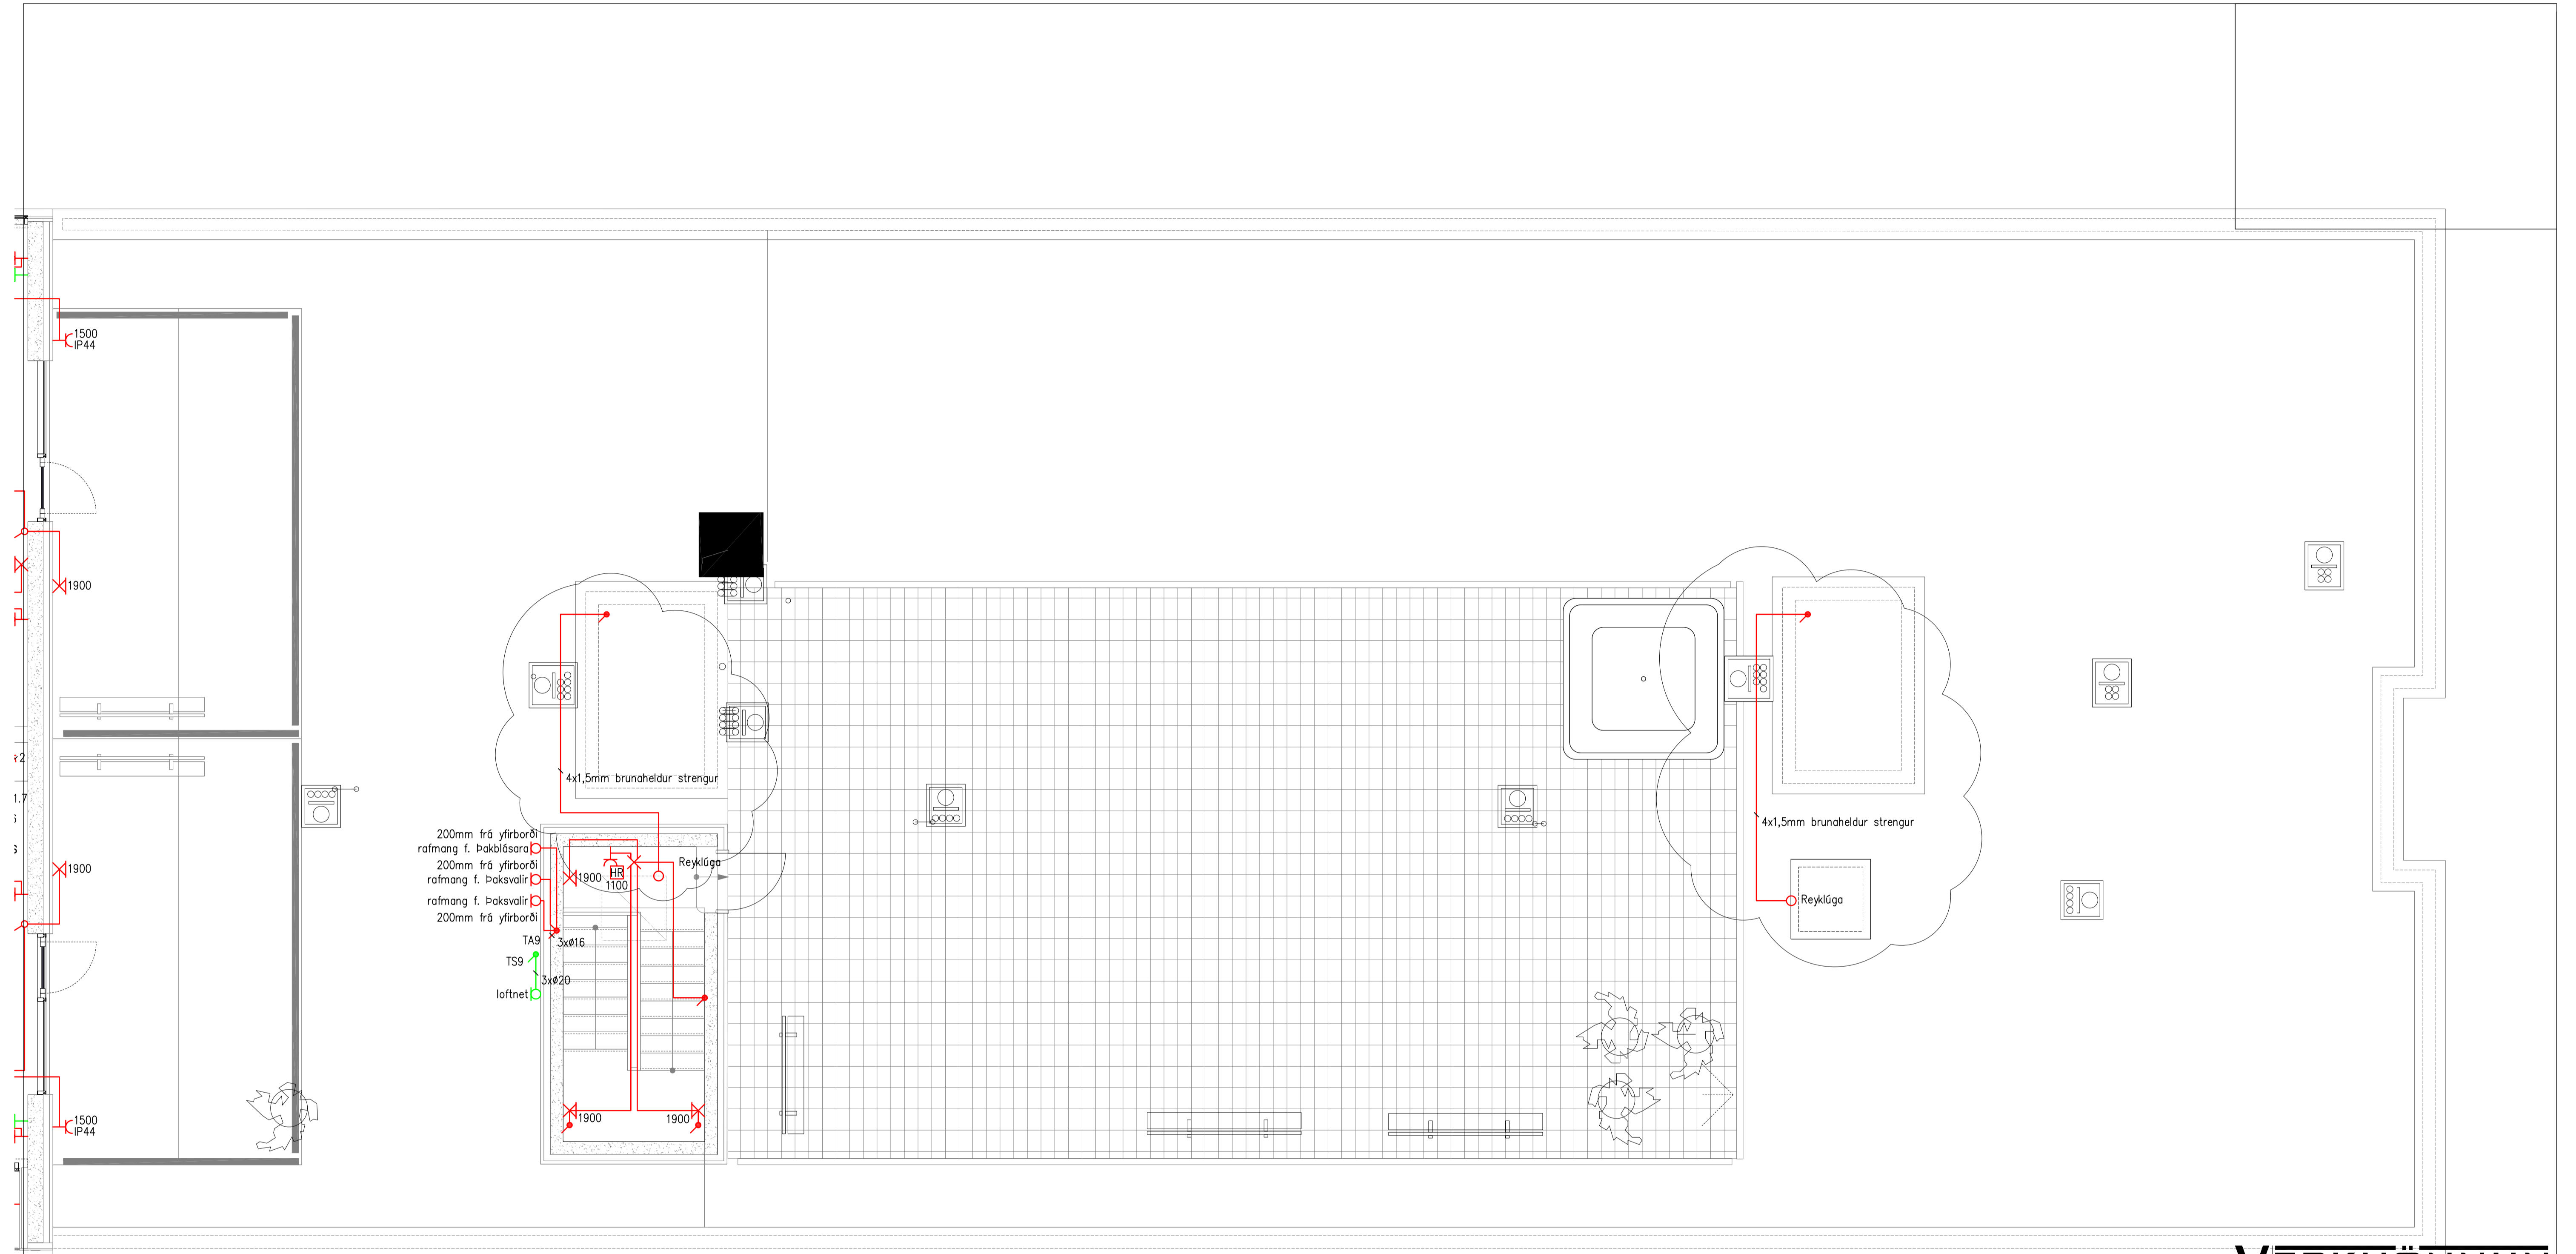 1500
IP44
1900
1900
1500
IP44
4x1,5mm brunaheldur strengur
200mm frá yfirborði
rafmang f. Þakblásara
200mm frá yfirborði
rafmang f. Þaksvalir
rafmang f. Þaksvalir
200mm frá yfirborði
TA9
3xø16
TS9
3xø20
loftnet
1900
HR
1100
Reyklúga
1900
1900
4x1,5mm brunaheldur strengur
Reyklúga